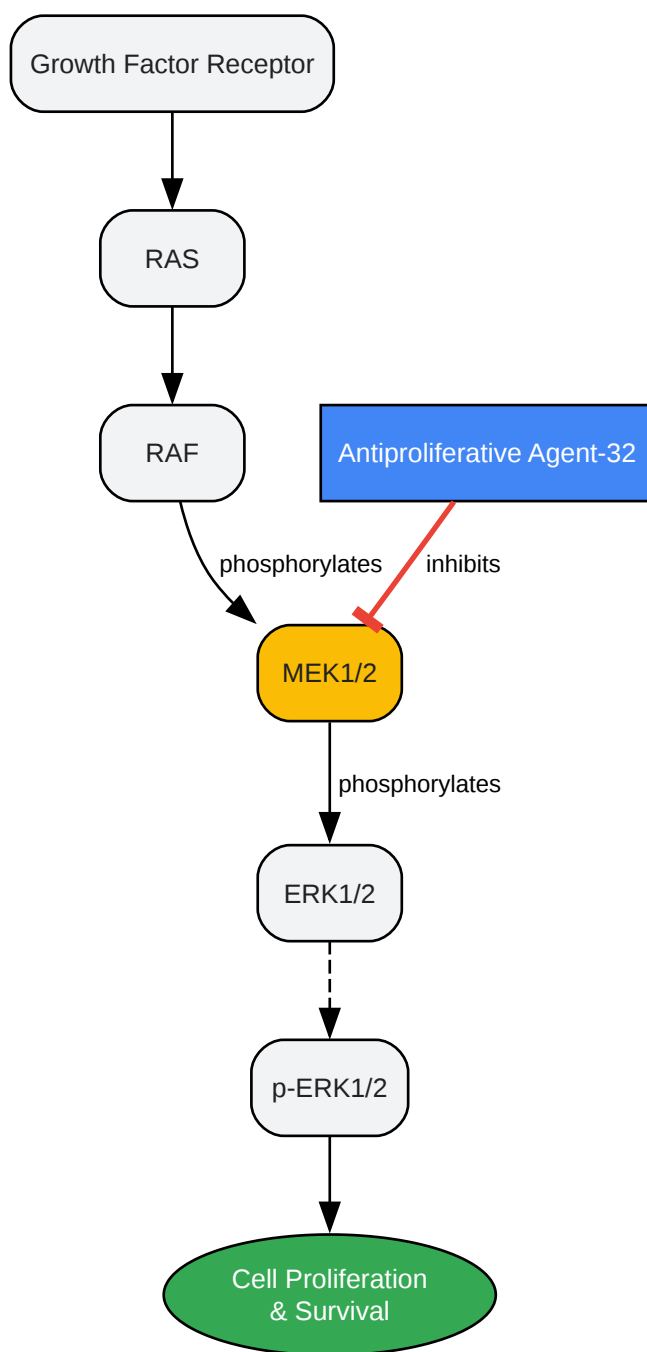 Growth Factor Receptor
RAS
RAF
Antiproliferative Agent-32
phosphorylates
inhibits
MEK1/2
phosphorylates
ERK1/2
p-ERK1/2
Cell Proliferation
& Survival